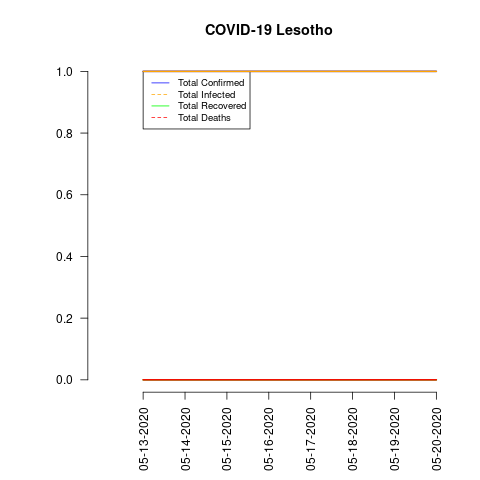 COVID-19 Lesotho
1.0
0.8
0.6
0.4
0.2
0.0
Total Confirmed
Total Infected
Total Recovered
Total Deaths
05-13-2020
05-14-2020
05-15-2020
05-16-2020
05-17-2020
05-18-2020
05-19-2020
05-20-2020